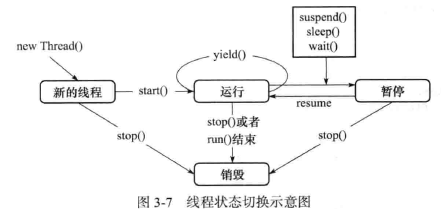 suspend()
sleep()
wait()
new Thread()
yield()
新的线程
start()
运行
resume
暂停
stop()
stop()或者
run()结束
stop()
销毁
图 3-7 线程状态切换示意图